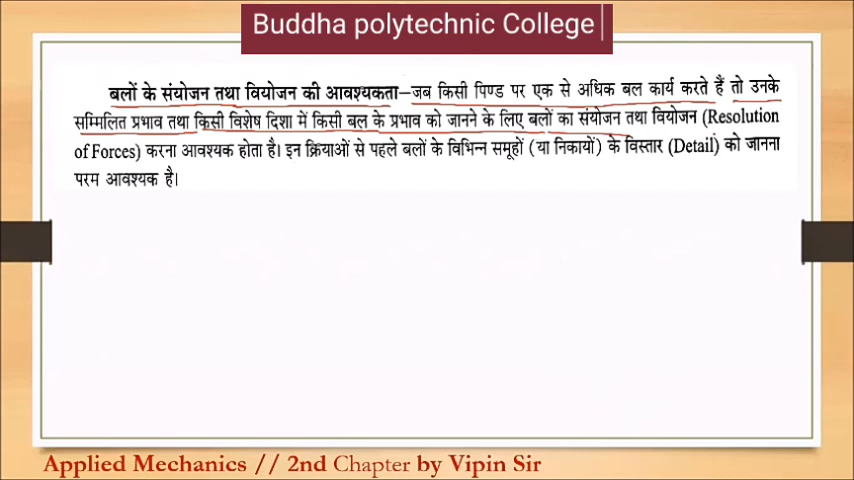 Buddha polytechnic College
बलों के संयोजन तथा वियोजन की आवश्यकता–जब किसी पिण्ड पर एक से अधिक बल कार्य करते हैं तो उनके
सम्मिलित प्रभाव तथा किसी विशेष दिशा में किसी बल के प्रभाव को जानने के लिए बलों का संयोजन तथा वियोजन (Resolution
of Forces) करना आवश्यक होता है। इन क्रियाओं से पहले बलों के विभिन्न समूहों (या निकायों) के विस्तार (Detail) को जानना
परम आवश्यक है।
Applied Mechanics // 2nd Chapter by Vipin Sir